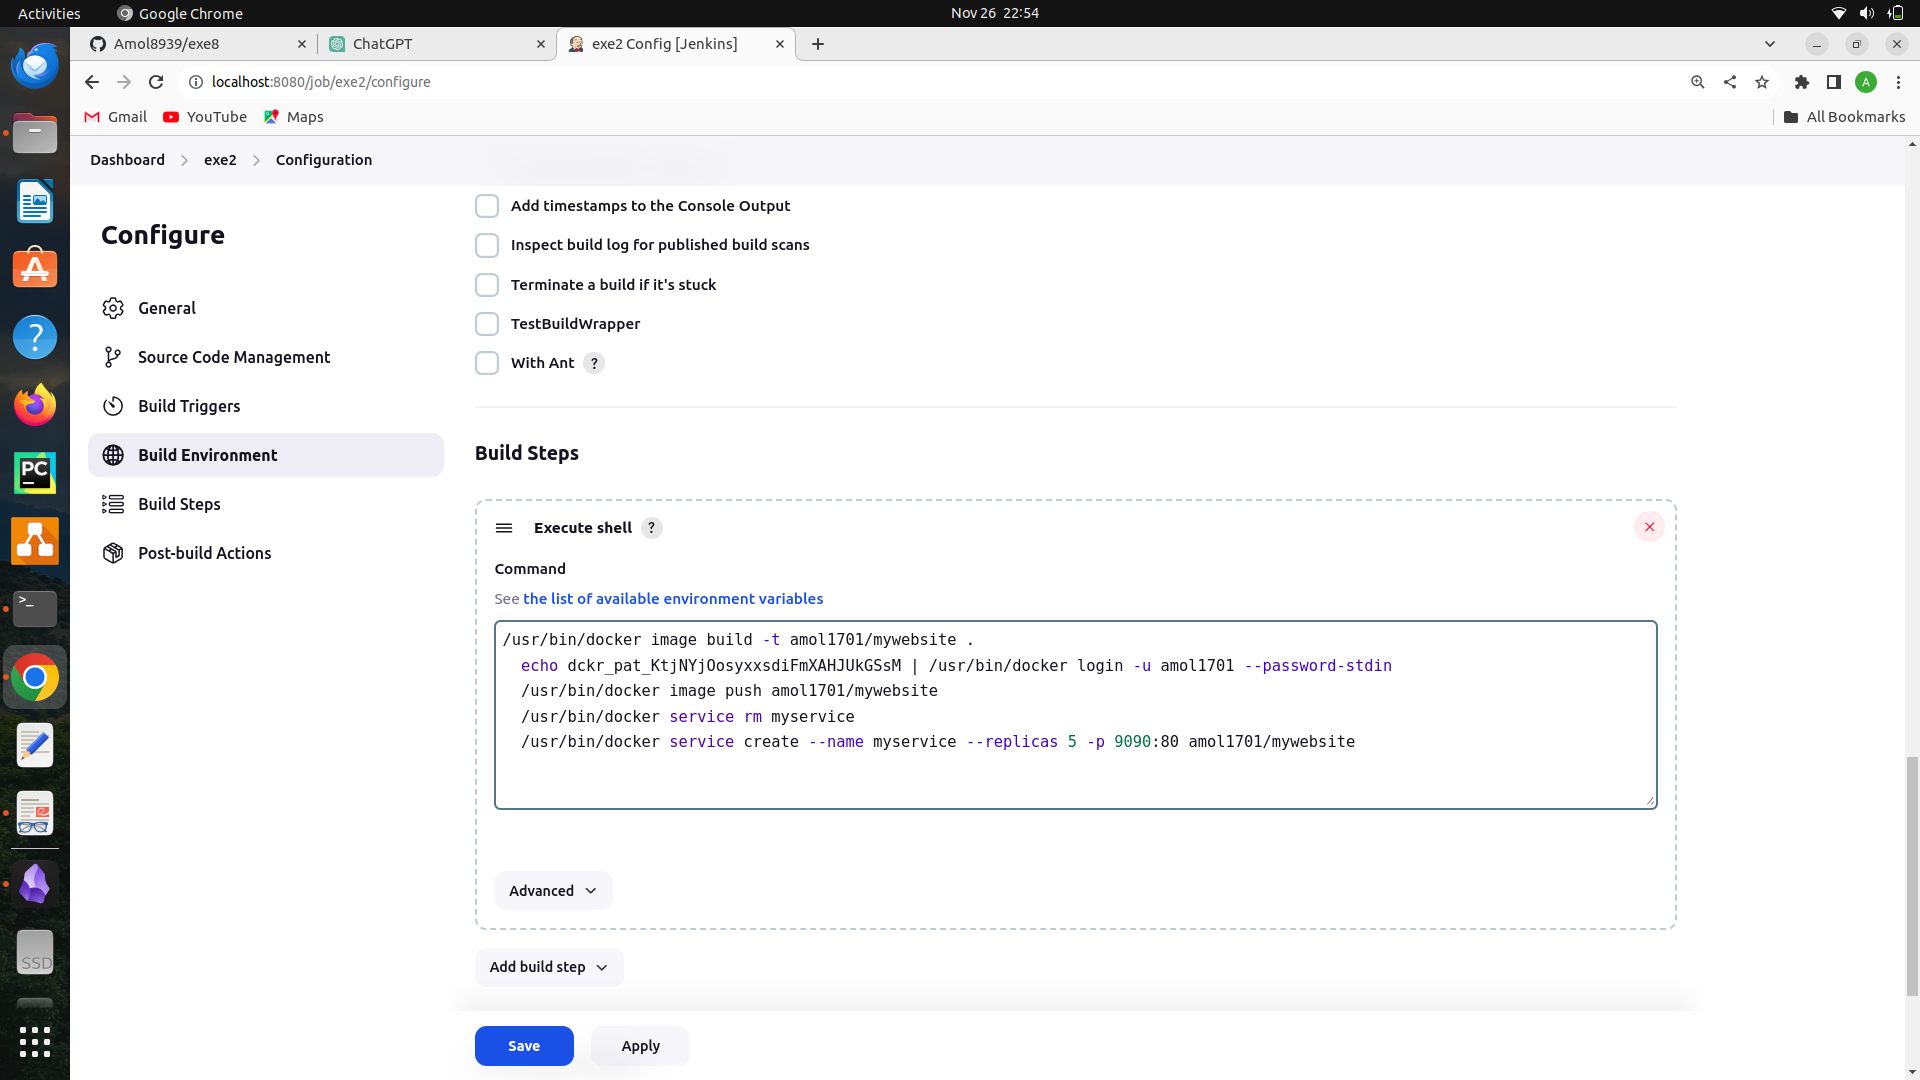 Activities
Google Chrome
Nov 26 22:54
Amol8939/exe8
ChatGPT
exe2 Config [Jenkins]
localhost:8080/job/exe2/configure
A
Gmail
YouTube
Maps
All Bookmarks
Dashboard
exe2
Configuration
Configure
General
Source Code Management
Build Triggers
Build Environment
Build Steps
Post-build Actions
Add timestamps to the Console Output
Inspect build log for published build scans
Terminate a build if it's stuck
TestBuildWrapper
With Ant ?
Build Steps
Execute shell ?
Command
See the list of available environment variables
/usr/bin/docker image build -t amol1701/mywebsite .
echo dckr_pat_KtjNYjOosyxxsdiFmXAHJUkGSsM | /usr/bin/docker login -u amol1701 --password-stdin
/usr/bin/docker image push amol1701/mywebsite
/usr/bin/docker service rm myservice
/usr/bin/docker service create --name myservice --replicas 5 -p 9090:80 amol1701/mywebsite
Advanced
Add build step
Save
Apply
PC
SSD